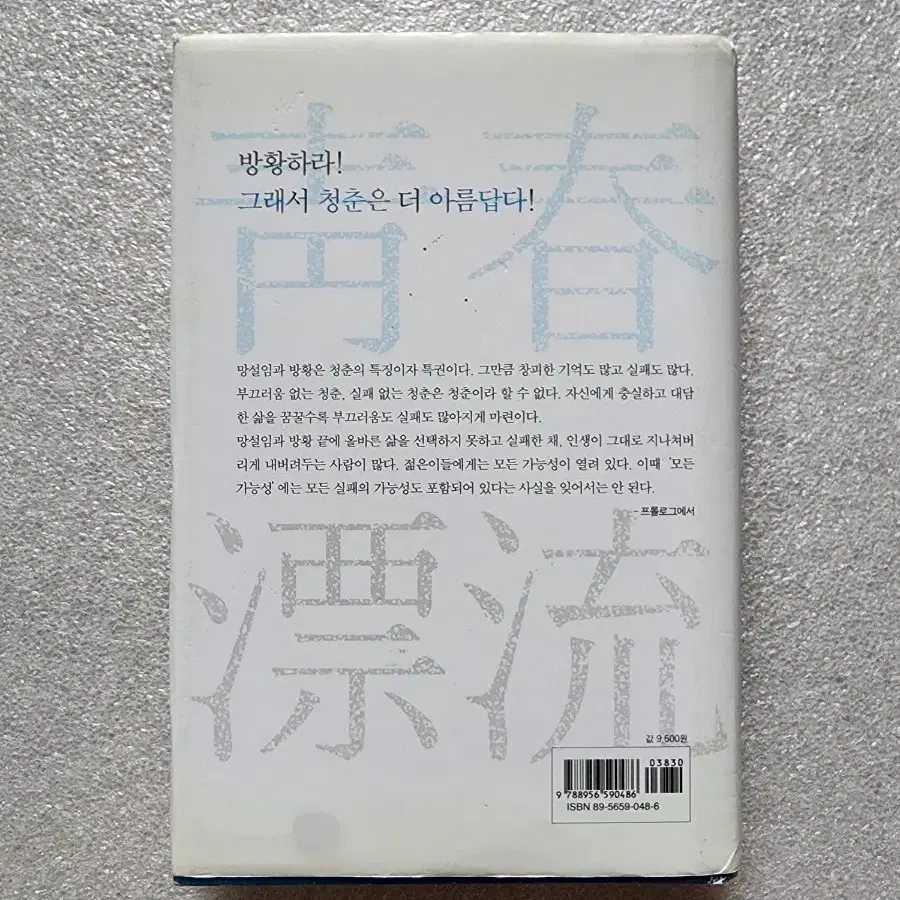 靑春
방황하라!
그래서 청춘은 더 아름답다!
망설임과 방황은 청춘의 특징이자 특권이다. 그만큼 창피한 기억도 많고 실패도 많다.
부끄러움 없는 청춘, 실패 없는 청춘은 청춘이라 할 수 없다. 자신에게 충실하고 대담
한 삶을 꿈꿀수록 부끄러움도 실패도 많아지게 마련이다.
망설임과 방황 끝에 올바른 삶을 선택하지 못하고 실패한 채, 인생이 그대로 지나쳐버
리게 내버려두는 사람이 많다. 젊은이들에게는 모든 가능성이 열려 있다. 이때 '모든
가능성'에는 모든 실패의 가능성도 포함되어 있다는 사실을 잊어서는 안 된다.
- 프롤로그에서
漂流
값 9,500원
03830
9 788956 590486
ISBN 89-5659-048-6